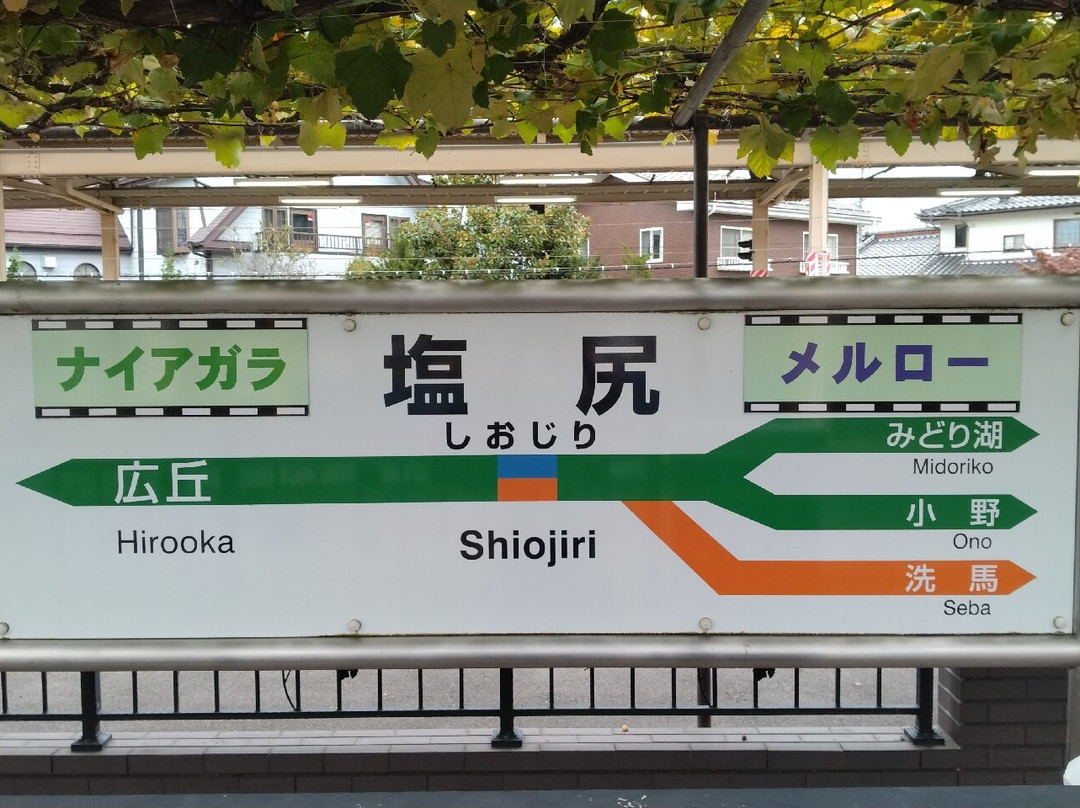 ナイアガラ
塩 尻
メルロー
しおじり
みどり湖
Midoriko
広丘
小 野
Hirooka
Shiojiri
Ono
洗 馬
Seba